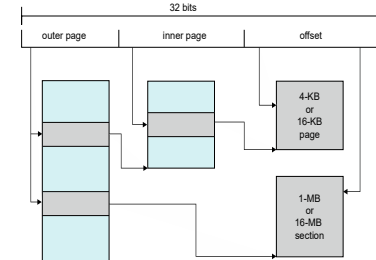 32 bits
outer page
inner page
offset
4-KB
or
16-KB
page
1-MB
or
16-MB
section